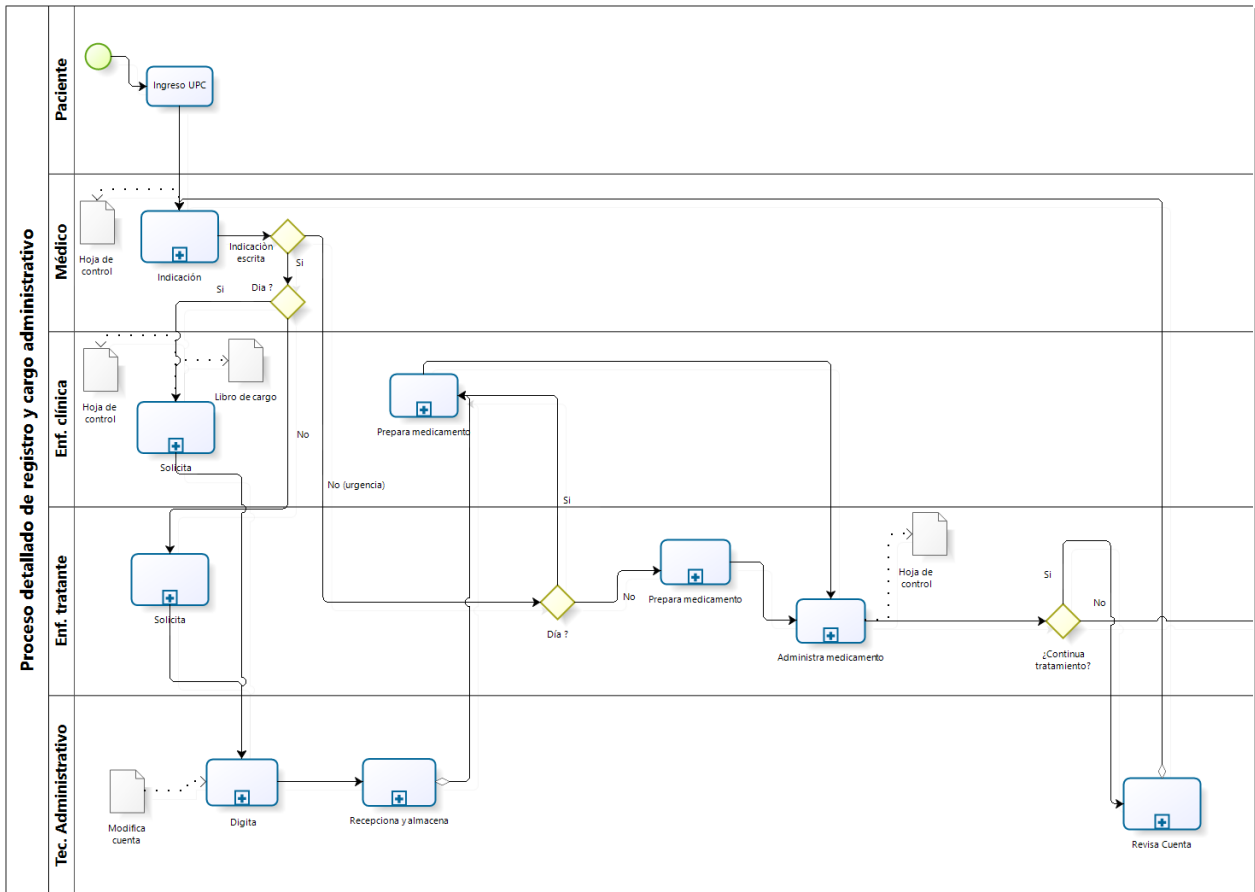 Proceso detallado de registro y cargo administrativo
Paciente
Ingreso UPC
Médico
Hoja de
control
Indicación
Indicación
escrita
Si
Dia ?
Si
No
No (urgencia)
Enf. clínica
Hoja de
control
Libro de cargo
Solicita
Prepara medicamento
Si
Enf. tratante
Solicita
Día ?
No
Prepara medicamento
Administra medicamento
Hoja de
control
Si
No
¿Continua
tratamiento?
Tec. Administrativo
Modifica
cuenta
Digita
Recepciona y almacena
Revisa Cuenta